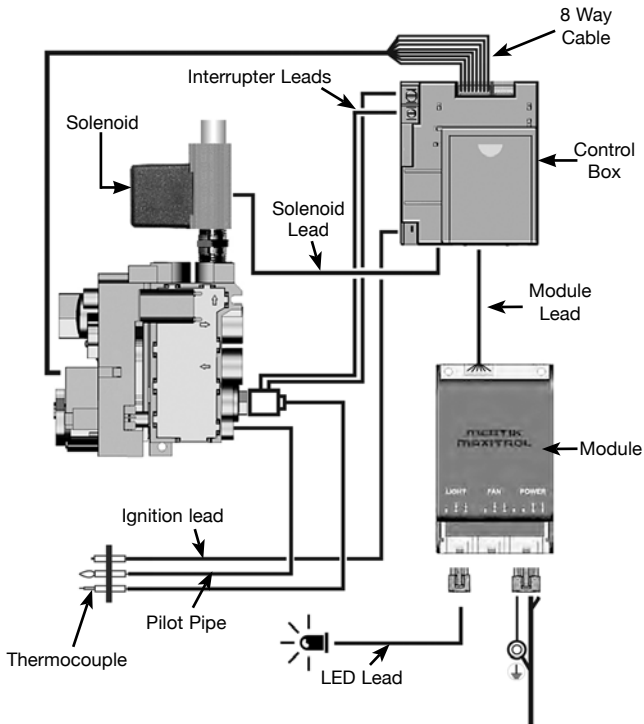 8 Way
Cable
Interrupter Leads
Solenoid
Control
Box
Solenoid
Lead
Module
Lead
MERTIK
MAXITROL
Module
LIGHT FAN POWER
Ignition lead
Pilot Pipe
Thermocouple
LED Lead